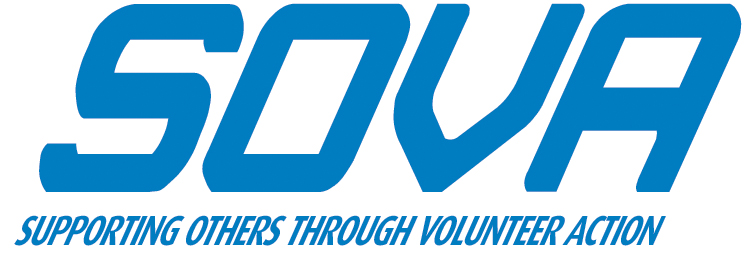 SOVA
SUPPORTING OTHERS THROUGH VOLUNTEER ACTION